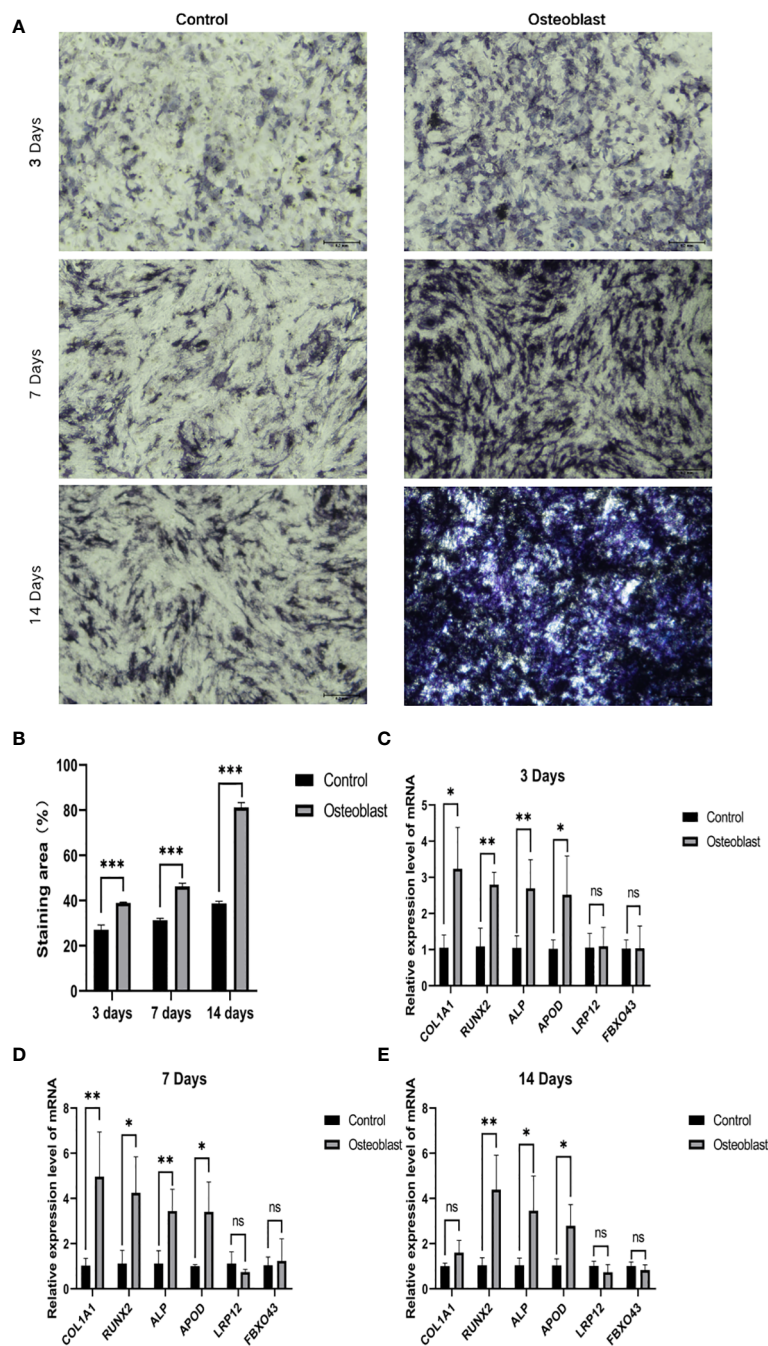 A
Control
Osteoblast
3 Days
7 Days
14 Days
B
Staining area (%)
100
80
60
40
20
0
***
***
***
3 days
7 days
14 days
Control
Osteoblast
C
3 Days
Relative expression level of mRNA
5
4
3
2
1
0
*
**
**
*
ns
ns
COL1A1
RUNX2
ALP
APOD
LRP12
FBXO43
Control
Osteoblast
D
7 Days
Relative expression level of mRNA
8
6
4
2
0
**
*
**
*
ns
ns
COL1A1
RUNX2
ALP
APOD
LRP12
FBXO43
Control
Osteoblast
E
14 Days
Relative expression level of mRNA
8
6
4
2
0
ns
**
*
*
ns
ns
COL1A1
RUNX2
ALP
APOD
LRP12
FBXO43
Control
Osteoblast